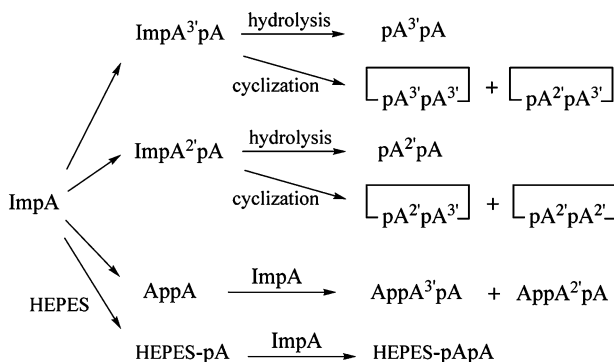 ImpA3'pA hydrolysis pA3'pA
cyclization pA3'pA3' + pA2'pA3'
ImpA2'pA hydrolysis pA2'pA
cyclization pA2'pA3' + pA2'pA2'
ImpA
HEPES AppA ImpA AppA3'pA + AppA2'pA
HEPES-pA ImpA HEPES-pApA